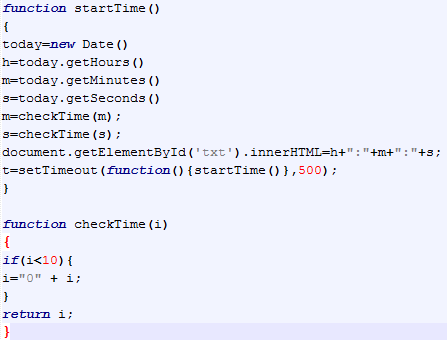 function startTime()
{
today=new Date()
h=today.getHours()
m=today.getMinutes()
s=today.getSeconds()
m=checkTime(m);
s=checkTime(s);
document.getElementById('txt').innerHTML=h+":"+m+":"+s;
t=setTimeout(function(){startTime()},500);
}

function checkTime(i)
{
if(i<10){
i="0" + i;
}
return i;
}